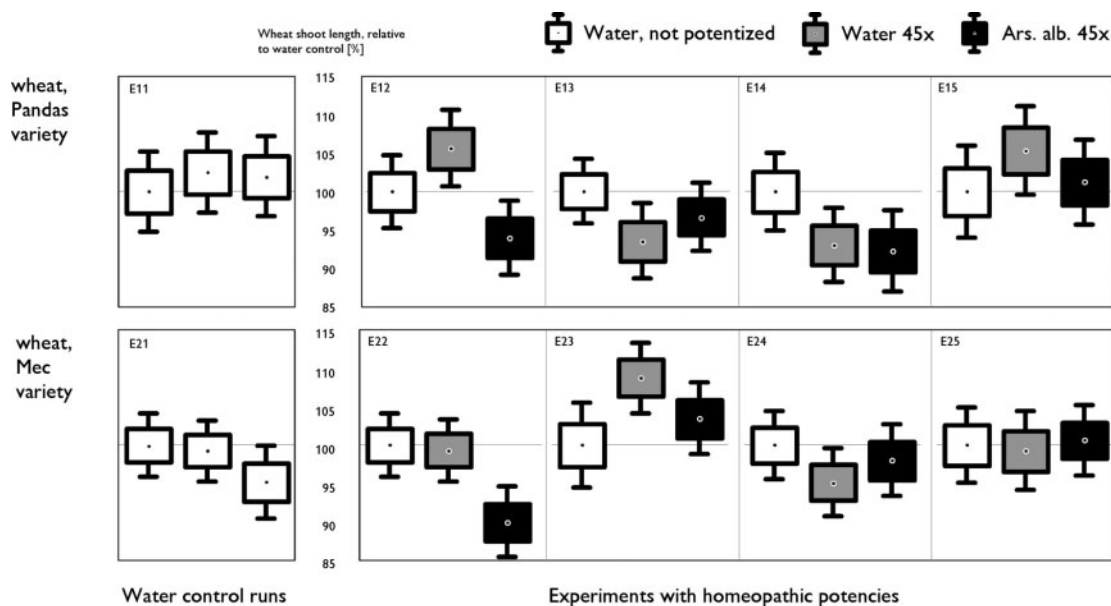 Wheat shoot length, relative
to water control [%]
Water, not potentized
Water 45x
Ars. alb. 45x
wheat,
Pandas
variety
E11
115
110
105
100
95
90
85
E12
E13
E14
E15
wheat,
Mec
variety
E21
115
110
105
100
95
90
85
E22
E23
E24
E25
Water control runs
Experiments with homeopathic potencies